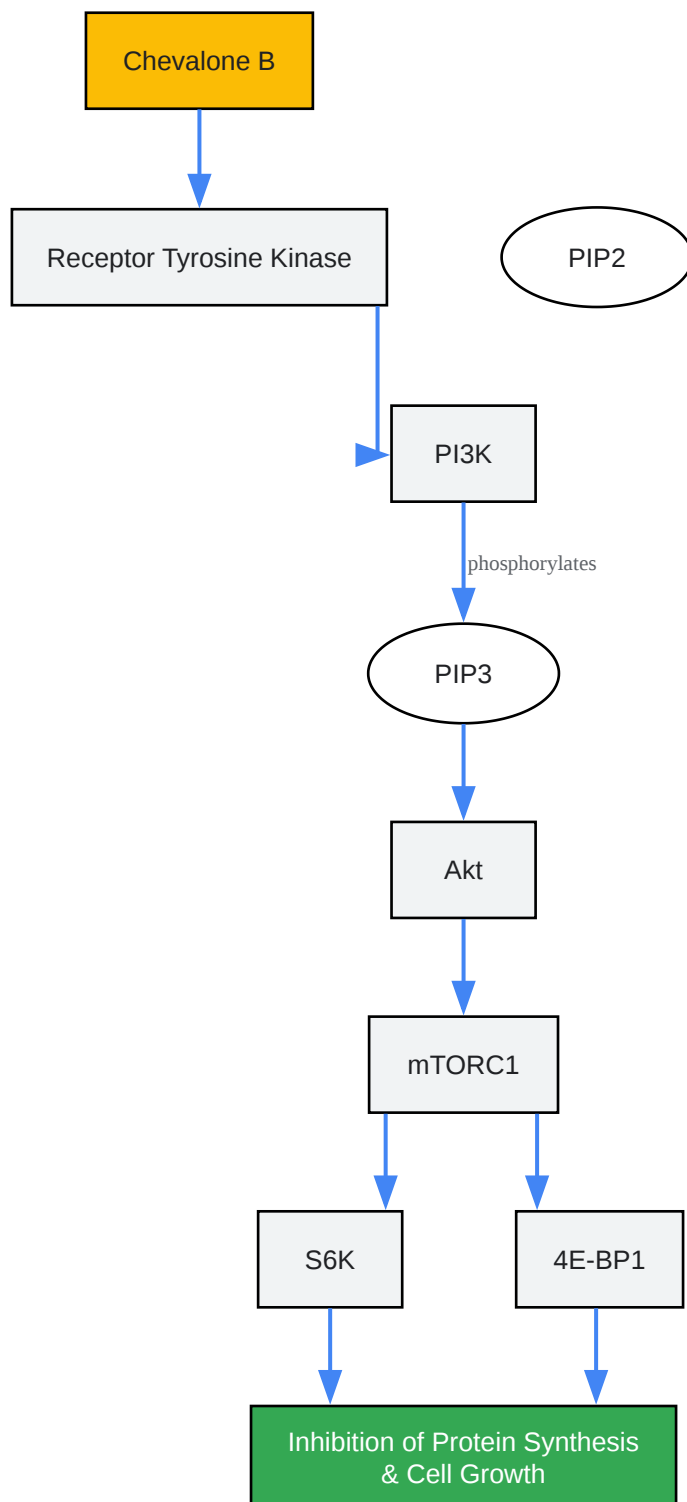 Chevalone B
Receptor Tyrosine Kinase
PIP2
PI3K
phosphorylates
PIP3
Akt
mTORC1
S6K
4E-BP1
Inhibition of Protein Synthesis
& Cell Growth